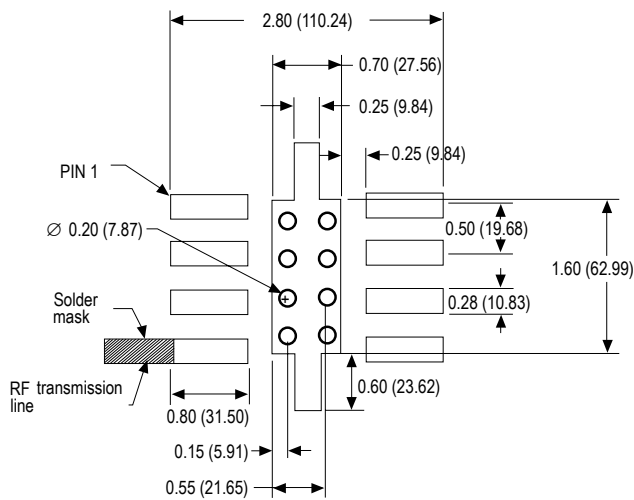 2.80 (110.24)
0.70 (27.56)
0.25 (9.84)
PIN 1
0.25 (9.84)
0.50 (19.68)
Ø 0.20 (7.87)
1.60 (62.99)
Solder
mask
0.28 (10.83)
RF transmission
line
0.60 (23.62)
0.80 (31.50)
0.15 (5.91)
0.55 (21.65)